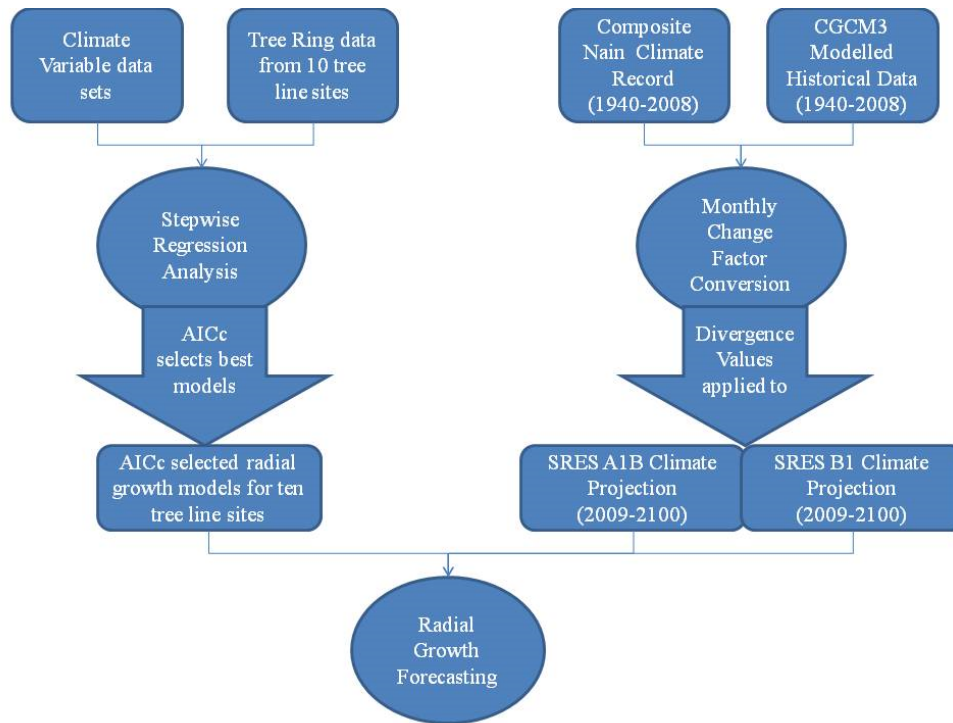 Climate
Variable data
sets
Tree Ring data
from 10 tree
line sites
Composite
Nain Climate
Record
(1940-2008)
CGCM3
Modelled
Historical Data
(1940-2008)
Stepwise
Regression
Analysis
Monthly
Change
Factor
Conversion
AICc
selects best
models
Divergence
Values
applied to
AICc selected radial
growth models for ten
tree line sites
SRES A1B Climate
Projection
(2009-2100)
SRES B1 Climate
Projection
(2009-2100)
Radial
Growth
Forecasting